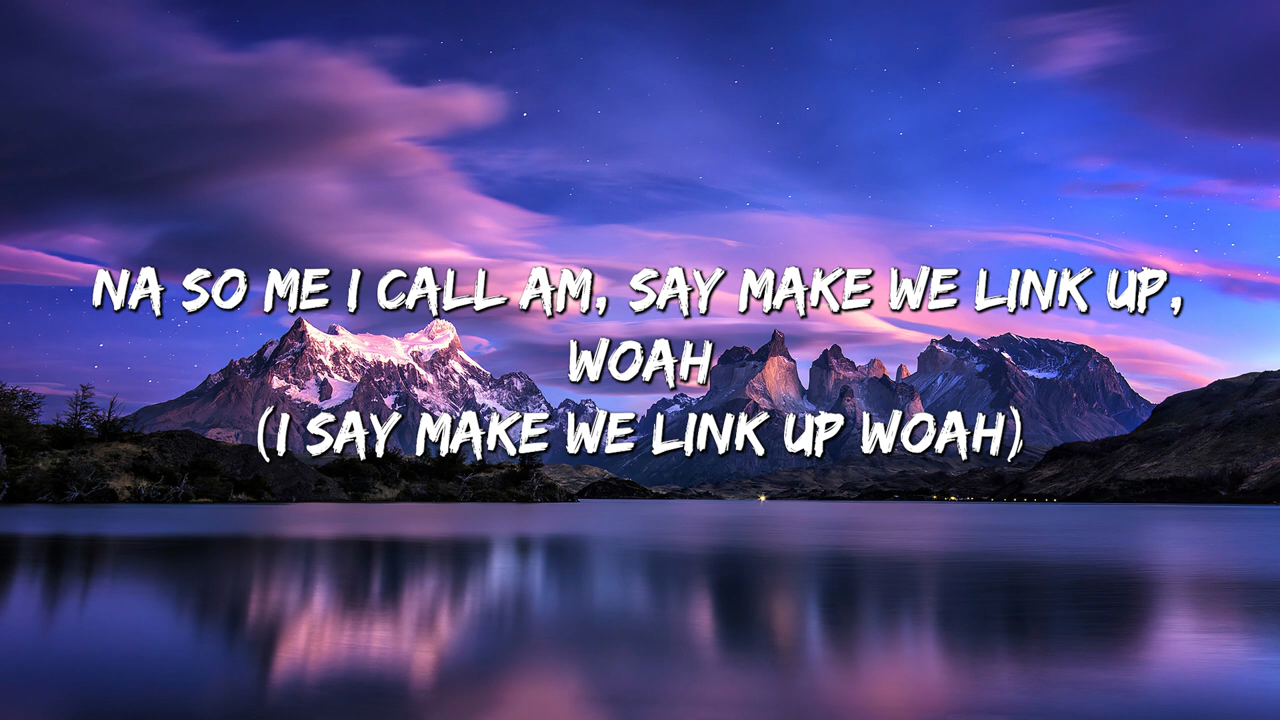 NA SO ME I CALL AM, SAY MAKE WE LINK UP,
WOAH
(I SAY MAKE WE LINK UP WOAH)